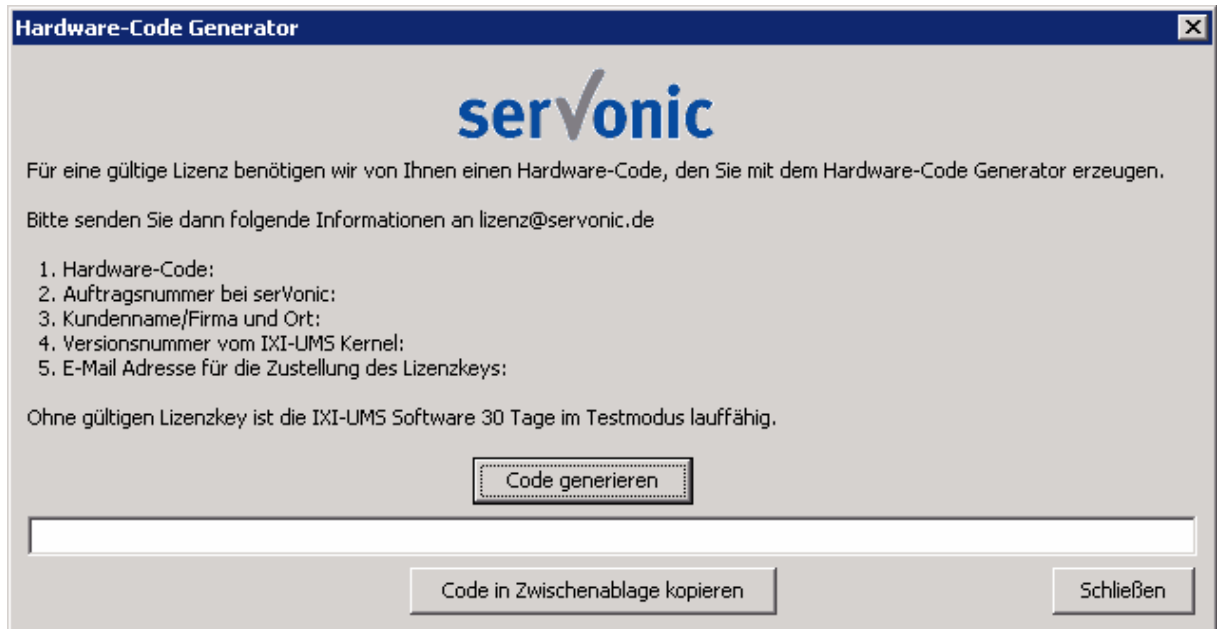 Hardware-Code Generator
serVonic
Für eine gültige Lizenz benötigen wir von Ihnen einen Hardware-Code, den Sie mit dem Hardware-Code Generator erzeugen.
Bitte senden Sie dann folgende Informationen an lizenz@servonic.de
1. Hardware-Code:
2. Auftragsnummer bei serVonic:
3. Kundenname/Firma und Ort:
4. Versionsnummer vom IXI-UMS Kernel:
5. E-Mail Adresse für die Zustellung des Lizenzkeys:
Ohne gültigen Lizenzkey ist die IXI-UMS Software 30 Tage im Testmodus lauffähig.
Code generieren
Code in Zwischenablage kopieren
Schließen